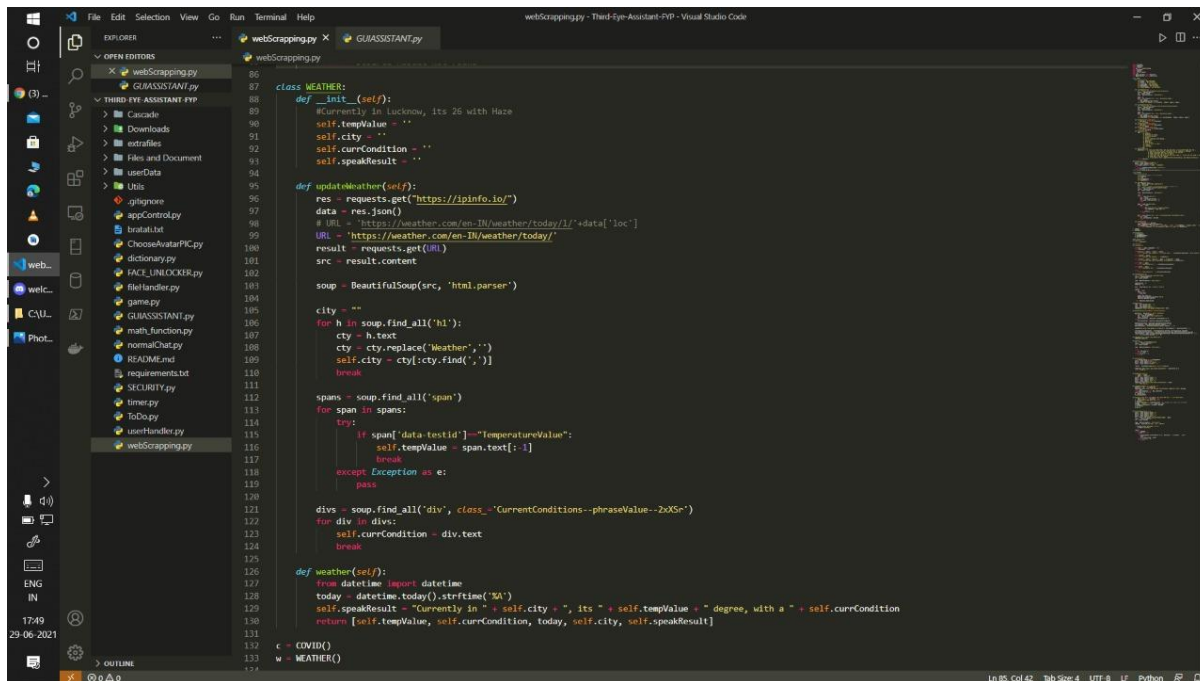 File Edit Selection View Go Run Terminal Help
webScrapping.py - Third-Eye-Assistant-FYP - Visual Studio Code
EXPLORER
webScrapping.py
GUIASSISTANT.py
OPEN EDITORS
webScrapping.py
webScrapping.py
GUIASSISTANT.py
THIRD-EYE-ASSISTANT-FYP
Cascade
Downloads
extrafiles
Files and Document
userData
Utils
.gitignore
appControl.py
bratati.txt
ChooseAvatarPIC.py
dictionary.py
FACE_UNLOCKER.py
fileHandler.py
game.py
GUIASSISTANT.py
math_function.py
normalChat.py
README.md
requirements.txt
SECURITY.py
timer.py
ToDo.py
userHandler.py
webScrapping.py
OUTLINE
(3) -
web...
welc...
C:\U...
Phot...
ENG
IN
17:49
29-06-2021
86
87 class WEATHER:
88 def __init__(self):
89 #Currently in Lucknow, its 26 with Haze
90 self.tempValue = ''
91 self.city = ''
92 self.currCondition = ''
93 self.speakResult = ''
94
95 def updateWeather(self):
96 res = requests.get("https://ipinfo.io/")
97 data = res.json()
98 # URL = 'https://weather.com/en-IN/weather/today/l/'+data['loc']
99 URL = 'https://weather.com/en-IN/weather/today/'
100 result = requests.get(URL)
101 src = result.content
102
103 soup = BeautifulSoup(src, 'html.parser')
104
105 city = ""
106 for h in soup.find_all('h1'):
107 cty = h.text
108 cty = cty.replace('Weather','')
109 self.city = cty[:cty.find(',')]
110 break
111
112 spans = soup.find_all('span')
113 for span in spans:
114 try:
115 if span['data-testid']=="TemperatureValue":
116 self.tempValue = span.text[:-1]
117 break
118 except Exception as e:
119 pass
120
121 divs = soup.find_all('div', class_='CurrentConditions--phraseValue--2xXSr')
122 for div in divs:
123 self.currCondition = div.text
124 break
125
126 def weather(self):
127 from datetime import datetime
128 today = datetime.today().strftime('%A')
129 self.speakResult = "Currently in " + self.city + ", its " + self.tempValue + " degree, with a " + self.currCondition
130 return [self.tempValue, self.currCondition, today, self.city, self.speakResult]
131
132 c = COVID()
133 w = WEATHER()
0 0
Ln 85, Col 42 Tab Size: 4 UTF-8 LF Python